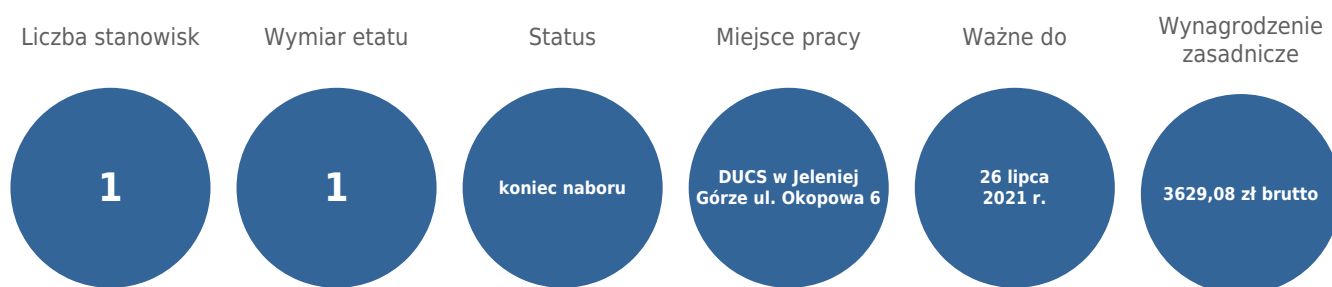 Liczba stanowisk
1
Wymiar etatu
1
Status
koniec naboru
Miejsce pracy
DUCS w Jeleniej
Górze ul. Okopowa 6
Ważne do
26 lipca
2021 r.
Wynagrodzenie
zasadnicze
3629,08 zł brutto